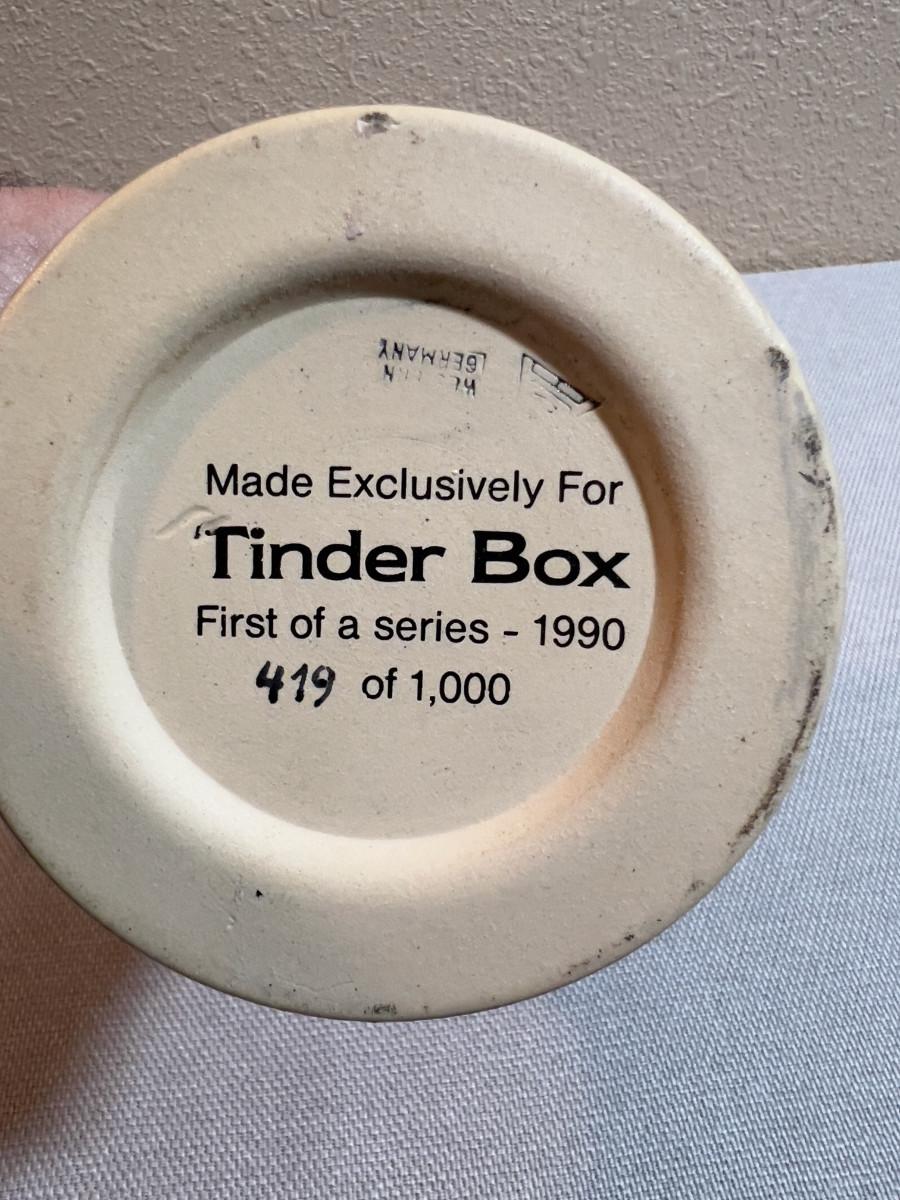 GERMANY
Made Exclusively For
Tinder Box
First of a series - 1990
419 of 1,000